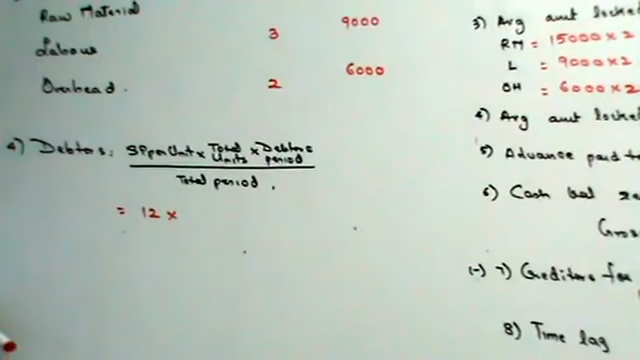 Raw Material 9000
Labour 3
6000
Overhead. 2
4) Debtors: SP per Unit x Total Units x Debtors period
Total period.
= 12 x
3) Avg amt locked
RM = 15000 x 2
L = 9000 x 2
OH = 6000 x 2
4) Avg amt locked
5) Advance paid
6) Cash bal
Gros
(-) 7) Creditors for
8) Time lag